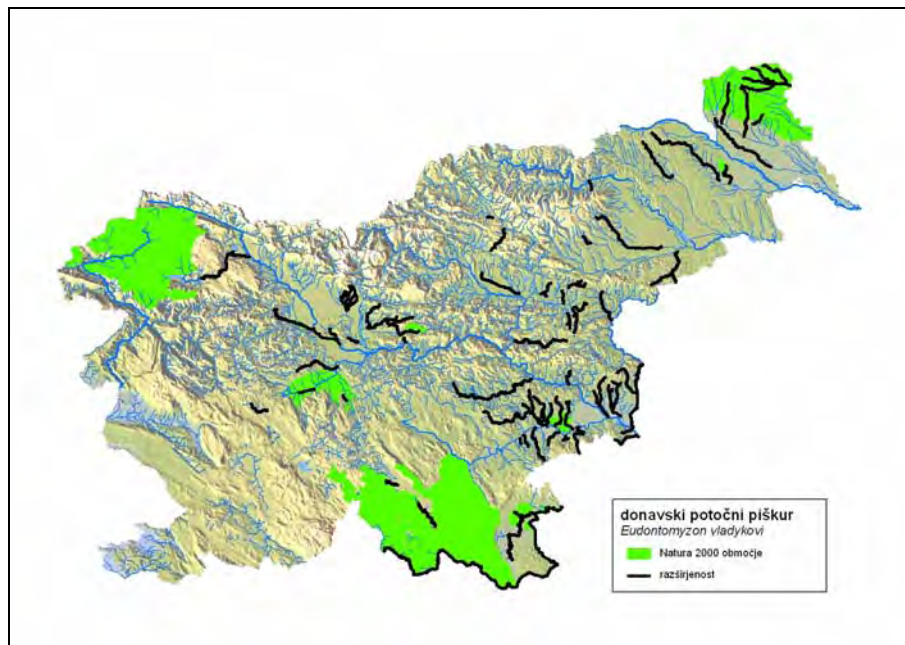 donavski potočni piškur
Eudontomyzon vladykovi
Natura 2000 območje
razširjenost